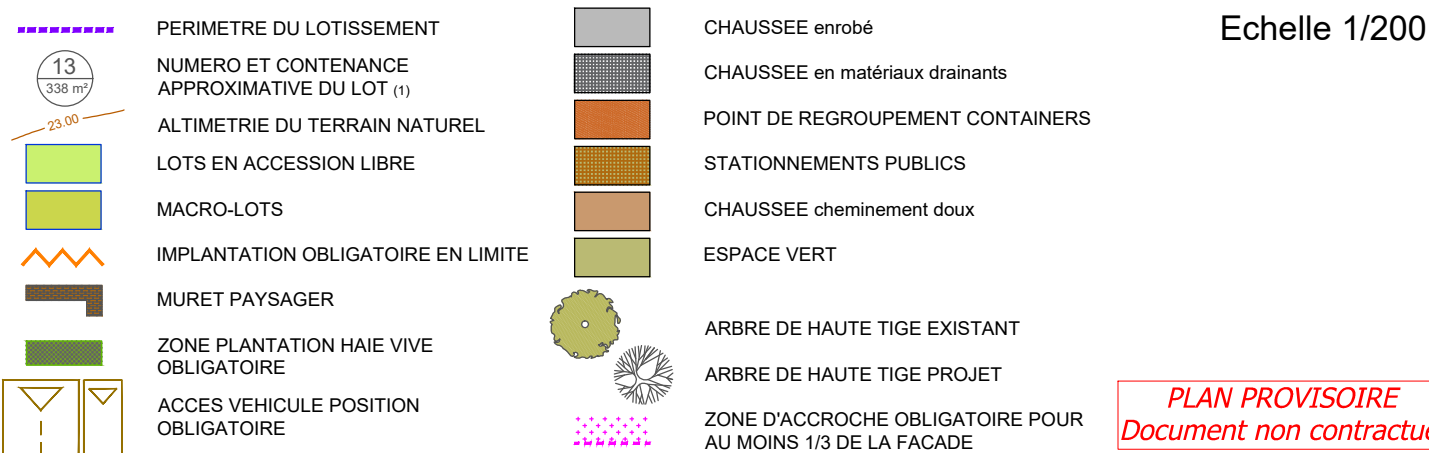 PERIMETRE DU LOTISSEMENT
13
338 m²
NUMERO ET CONTENANCE
APPROXIMATIVE DU LOT (1)
23.00
ALTIMETRIE DU TERRAIN NATUREL
LOTS EN ACCESSION LIBRE
MACRO-LOTS
IMPLANTATION OBLIGATOIRE EN LIMITE
MURET PAYSAGER
ZONE PLANTATION HAIE VIVE
OBLIGATOIRE
ACCES VEHICULE POSITION
OBLIGATOIRE
CHAUSSEE enrobé
CHAUSSEE en matériaux drainants
POINT DE REGROUPEMENT CONTAINERS
STATIONNEMENTS PUBLICS
CHAUSSEE cheminement doux
ESPACE VERT
ARBRE DE HAUTE TIGE EXISTANT
ARBRE DE HAUTE TIGE PROJET
ZONE D'ACCROCHE OBLIGATOIRE POUR
AU MOINS 1/3 DE LA FACADE
Echelle 1/200
PLAN PROVISOIRE
Document non contractue